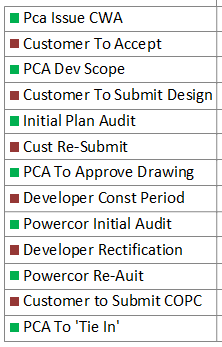 Pca Issue CWA
Customer To Accept
PCA Dev Scope
Customer To Submit Design
Initial Plan Audit
Cust Re-Submit
PCA To Approve Drawing
Developer Const Period
Powercor Initial Audit
Developer Rectification
Powercor Re-Auit
Customer to Submit COPC
PCA To 'Tie In'